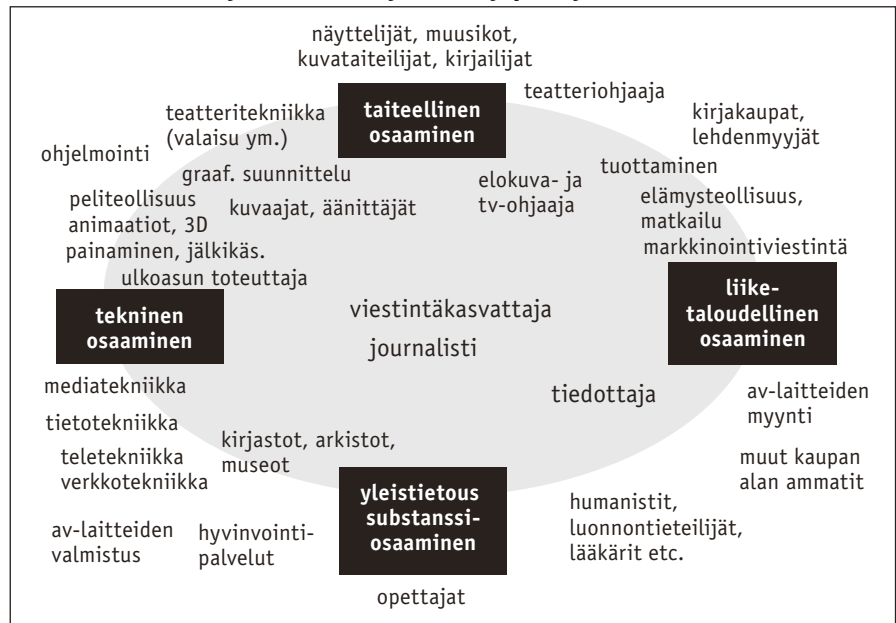 näyttelijät, muusikot,
kuvataiteilijat, kirjailijat
teatteriohjaaja
taiteellinen
osaaminen
teatteritekniikka
(valaisu ym.)
kirjakaupat,
lehdenmyyjät
ohjelmointi
tuottaminen
graaf. suunnittelu
elokuva- ja
tv-ohjaaja
peliteollisuus
animaatiot, 3D
painaminen, jälkikäs.
kuvaajat, äänittäjät
elämysteollisuus,
matkailu
markkinointiviestintä
ulkoasun toteuttaja
tekninen
osaaminen
liike-
taloudellinen
osaaminen
viestintäkasvattaja
journalisti
mediatekniikka
tiedottaja
av-laitteiden
myynti
tietotekniikka
kirjastot, arkistot,
museot
teletekniikka
verkkotekniikka
muut kaupan
alan ammatit
yleistietous
substanssi-
osaaminen
humanistit,
luonnontieteilijät,
lääkärit etc.
av-laitteiden
valmistus
hyvinvointi-
palvelut
opettajat